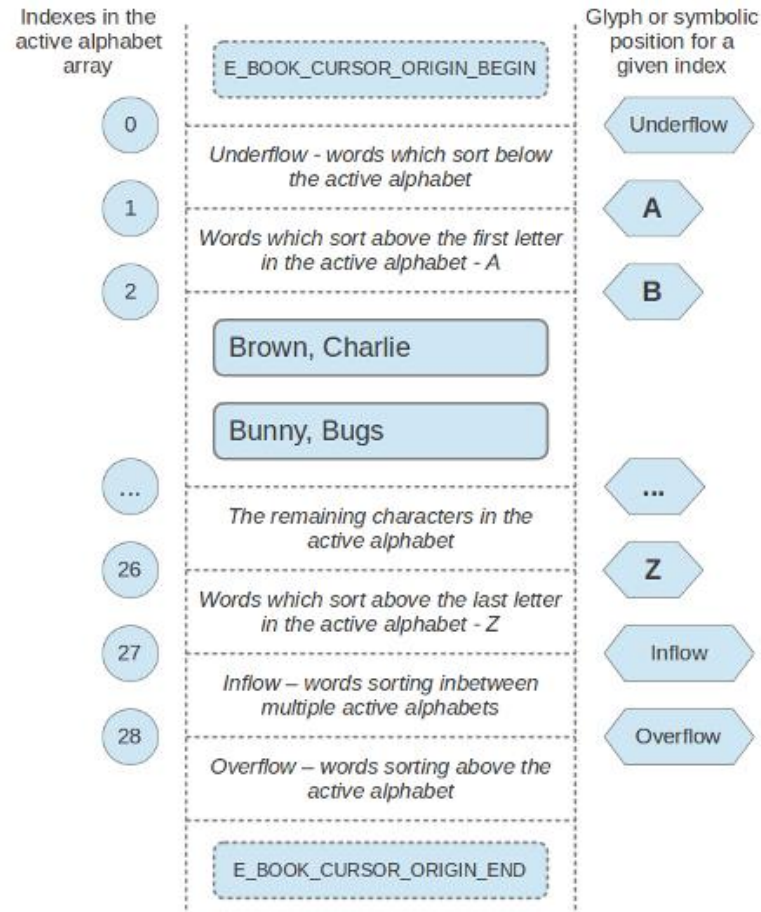 Indexes in the
active alphabet
array
Glyph or symbolic
position for a
given index
E_BOOK_CURSOR_ORIGIN_BEGIN
0
Underflow
Underflow - words which sort below
the active alphabet
1
A
Words which sort above the first letter
in the active alphabet - A
2
B
Brown, Charlie
Bunny, Bugs
...
...
The remaining characters in the
active alphabet
26
Z
Words which sort above the last letter
in the active alphabet - Z
27
Inflow
Inflow – words sorting inbetween
multiple active alphabets
28
Overflow
Overflow – words sorting above the
active alphabet
E_BOOK_CURSOR_ORIGIN_END